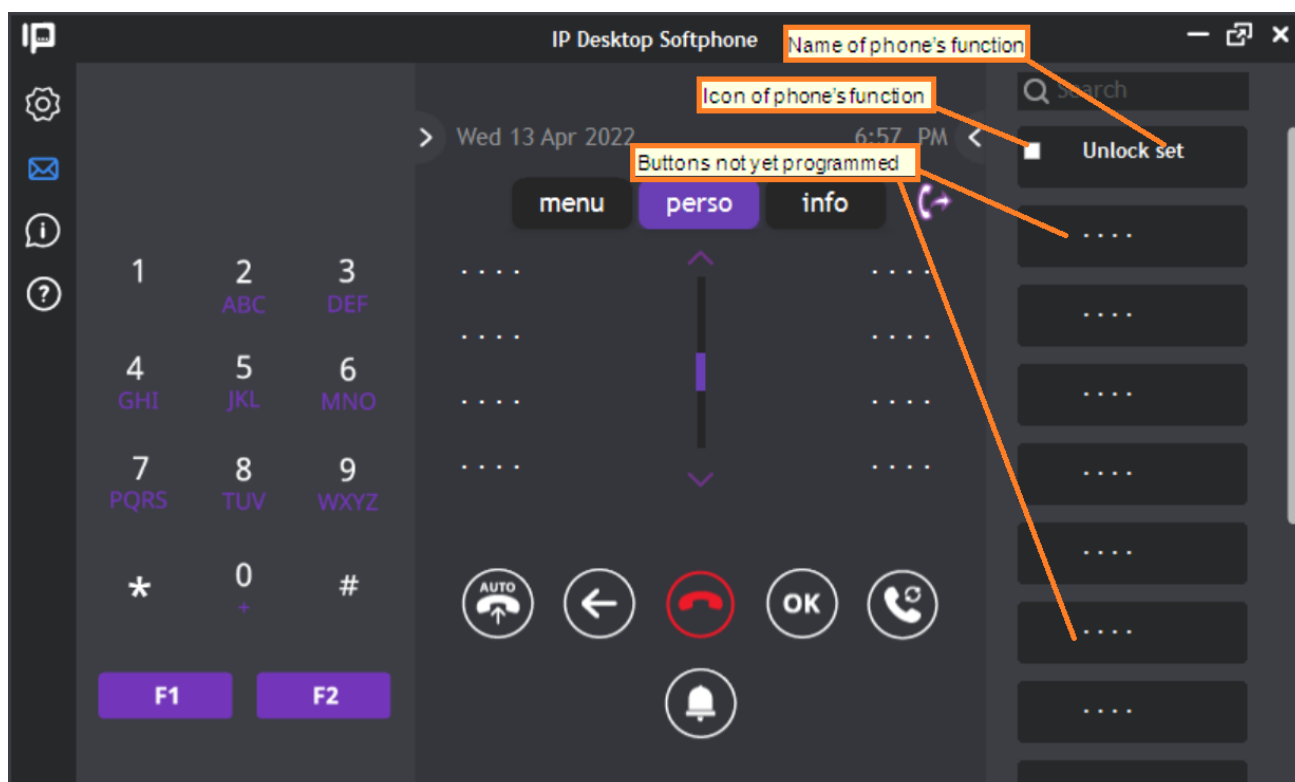 IP
IP Desktop Softphone
Name of phone's function
Icon of phone's function
Search
Wed 13 Apr 2022
6:57 PM
Unlock set
Buttons not yet programmed
menu
perso
info
. . . .
1
2
3
ABC
DEF
. . . .
. . . .
. . . .
. . . .
. . . .
4
5
6
GHI
JKL
MNO
. . . .
. . . .
. . . .
7
8
9
PQRS
TUV
WXYZ
. . . .
. . . .
. . . .
. . . .
*
0
#
+
AUTO
OK
. . . .
F1
F2
. . . .